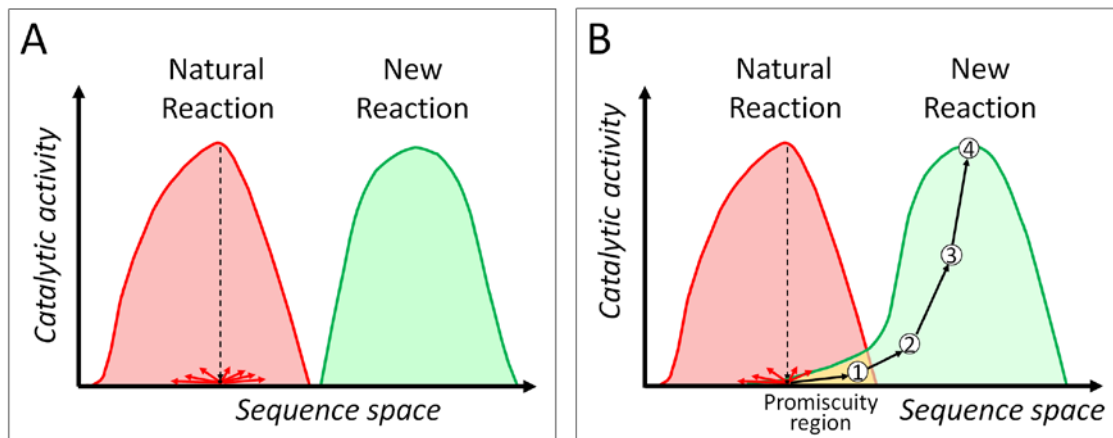 A
Natural
Reaction
New
Reaction
Catalytic activity
Sequence space
B
Natural
Reaction
New
Reaction
Catalytic activity
4
3
2
1
Promiscuity
region
Sequence space